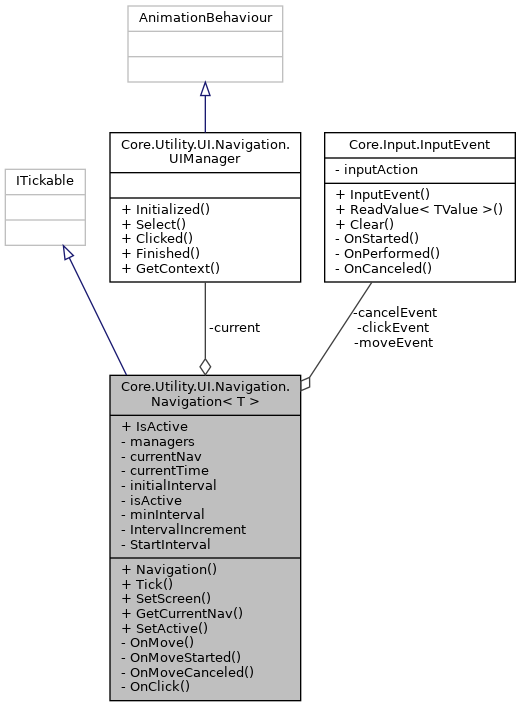 AnimationBehaviour
Core.Utility.UI.Navigation.
UIManager
+ Initialized()
+ Select()
+ Clicked()
+ Finished()
+ GetContext()
Core.Input.InputEvent
- inputAction
+ InputEvent()
+ ReadValue< TValue >()
+ Clear()
- OnStarted()
- OnPerformed()
- OnCanceled()
ITickable
-current
-cancelEvent
-clickEvent
-moveEvent
Core.Utility.UI.Navigation.
Navigation< T >
+ IsActive
- managers
- currentNav
- currentTime
- initialInterval
- isActive
- minInterval
- IntervalIncrement
- StartInterval
+ Navigation()
+ Tick()
+ SetScreen()
+ GetCurrentNav()
+ SetActive()
- OnMove()
- OnMoveStarted()
- OnMoveCanceled()
- OnClick()